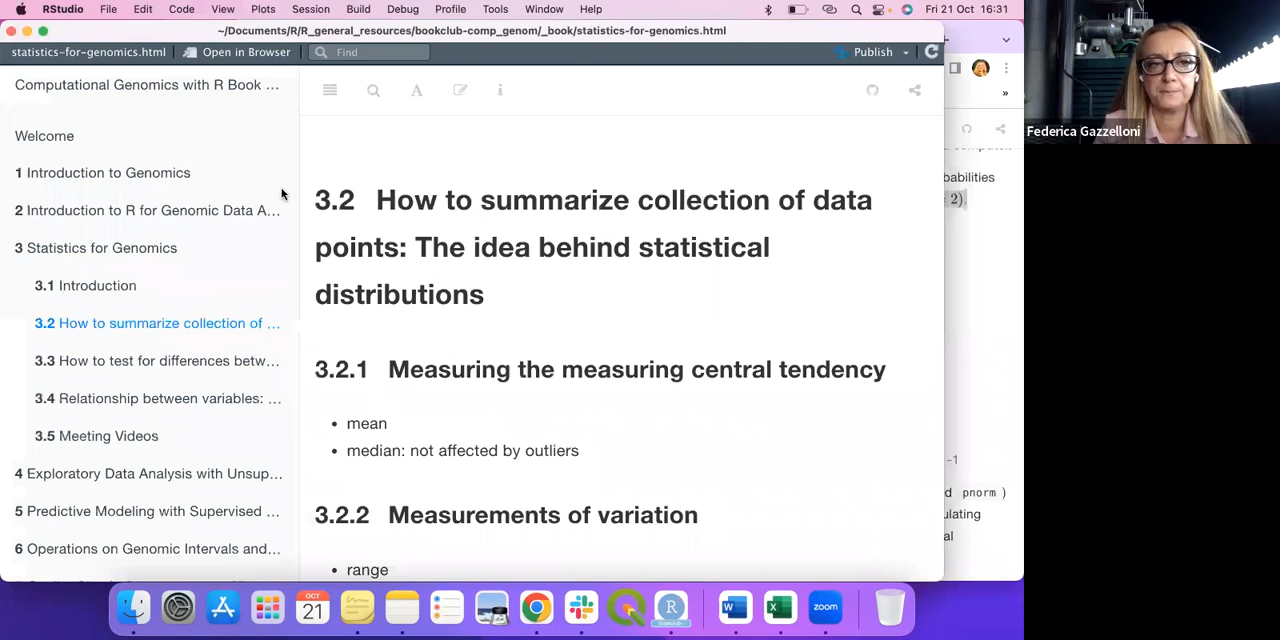 RStudio File Edit Code View Plots Session Build Debug Profile Tools Window Help Fri 21 Oct 16:31
~/Documents/R/R_general_resources/bookclub-comp_genom/_book/statistics-for-genomics.html
statistics-for-genomics.html Open in Browser Find Publish
Computational Genomics with R Book ...
Welcome
1 Introduction to Genomics
2 Introduction to R for Genomic Data A...
3 Statistics for Genomics
3.1 Introduction
3.2 How to summarize collection of ...
3.3 How to test for differences betw...
3.4 Relationship between variables: ...
3.5 Meeting Videos
4 Exploratory Data Analysis with Unsup...
5 Predictive Modeling with Supervised ...
6 Operations on Genomic Intervals and...
3.2 How to summarize collection of data
points: The idea behind statistical
distributions
3.2.1 Measuring the measuring central tendency
• mean
• median: not affected by outliers
3.2.2 Measurements of variation
• range
»
babilities
= 2).
-1
d pnorm )
ulating
al
Federica Gazzelloni
OCT
21
R
W
X
zoom